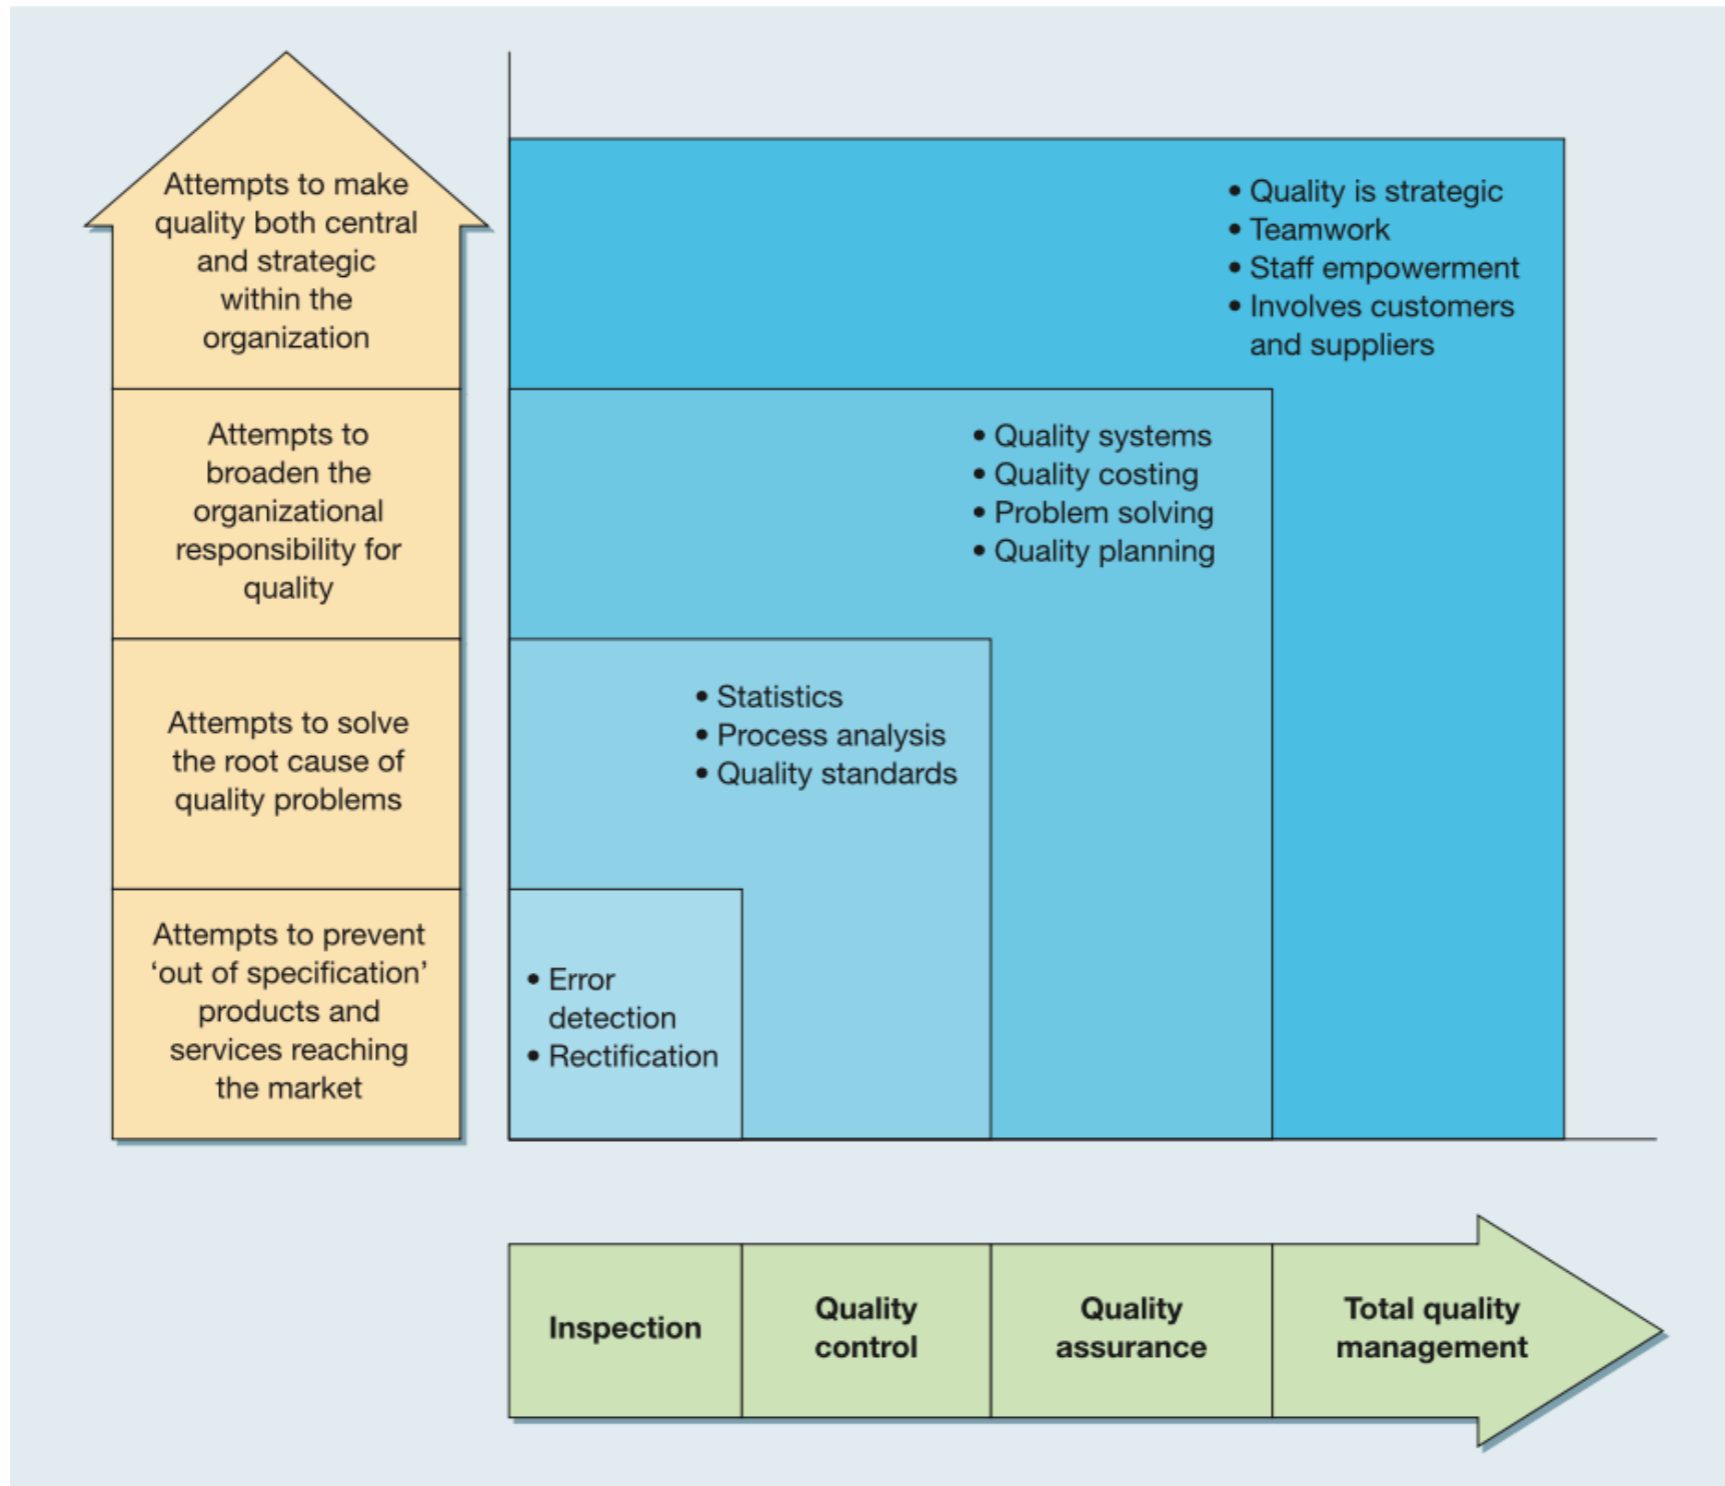 Attempts to make
quality both central
and strategic
within the
organization
Attempts to
broaden the
organizational
responsibility for
quality
Attempts to solve
the root cause of
quality problems
Attempts to prevent
‘out of specification’
products and
services reaching
the market
• Quality is strategic
• Teamwork
• Staff empowerment
• Involves customers
and suppliers
• Quality systems
• Quality costing
• Problem solving
• Quality planning
• Statistics
• Process analysis
• Quality standards
• Error
detection
• Rectification
Inspection
Quality
control
Quality
assurance
Total quality
management